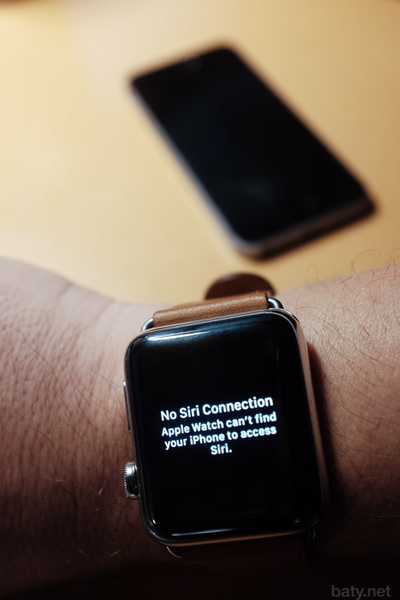 No Siri Connection
Apple Watch can't find
your iPhone to access
Siri.
baty.net